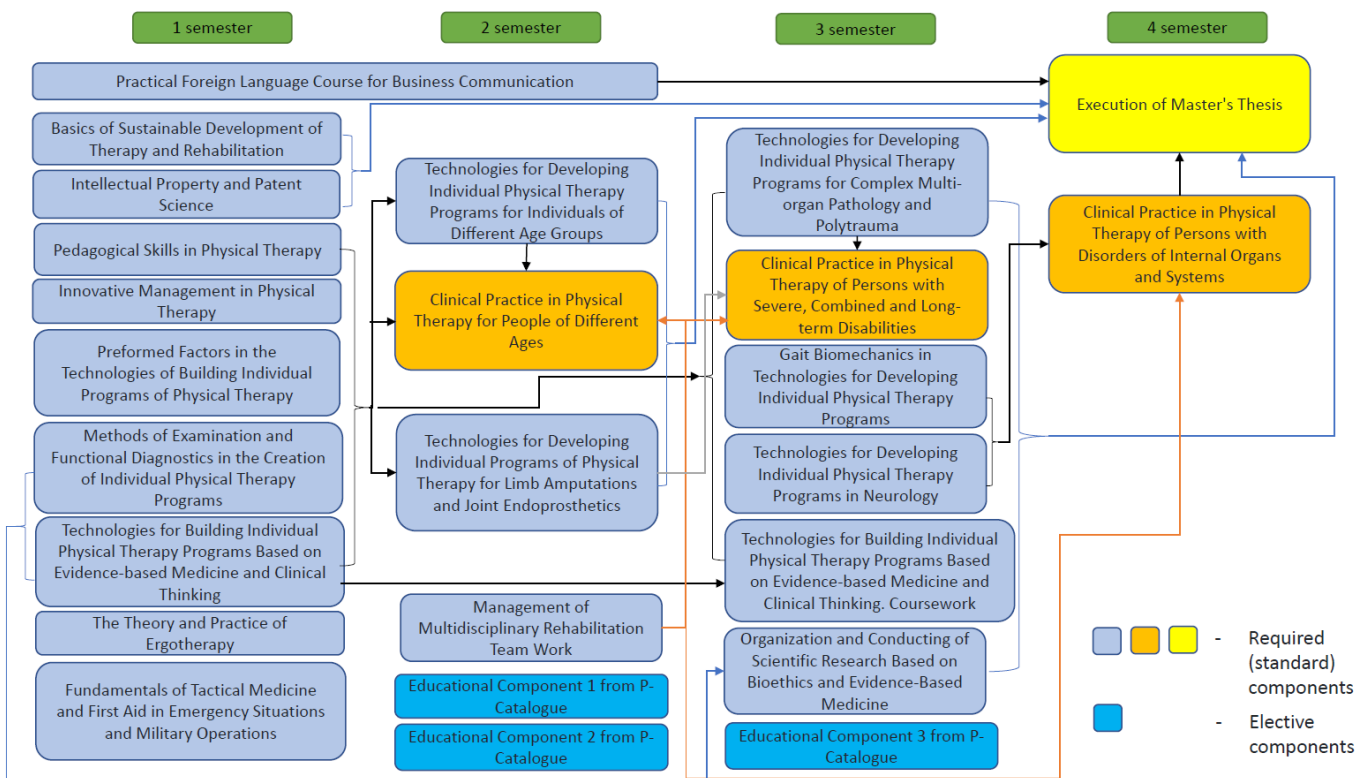 1 semester
2 semester
3 semester
4 semester
Practical Foreign Language Course for Business Communication
Basics of Sustainable Development of
Therapy and Rehabilitation
Intellectual Property and Patent
Science
Pedagogical Skills in Physical Therapy
Innovative Management in Physical
Therapy
Preformed Factors in the
Technologies of Building Individual
Programs of Physical Therapy
Methods of Examination and
Functional Diagnostics in the Creation
of Individual Physical Therapy
Programs
Technologies for Building Individual
Physical Therapy Programs Based on
Evidence-based Medicine and Clinical
Thinking
The Theory and Practice of
Ergotherapy
Fundamentals of Tactical Medicine
and First Aid in Emergency Situations
and Military Operations
Technologies for Developing
Individual Physical Therapy
Programs for Individuals of
Different Age Groups
Clinical Practice in Physical
Therapy for People of Different
Ages
Technologies for Developing
Individual Programs of Physical
Therapy for Limb Amputations
and Joint Endoprosthetics
Management of
Multidisciplinary Rehabilitation
Team Work
Educational Component 1 from P-
Catalogue
Educational Component 2 from P-
Catalogue
Technologies for Developing
Individual Physical Therapy
Programs for Complex Multi-
organ Pathology and
Polytrauma
Clinical Practice in Physical
Therapy of Persons with
Severe, Combined and Long-
term Disabilities
Gait Biomechanics in
Technologies for Developing
Individual Physical Therapy
Programs
Technologies for Developing
Individual Physical Therapy
Programs in Neurology
Technologies for Building Individual
Physical Therapy Programs Based
on Evidence-based Medicine and
Clinical Thinking. Coursework
Organization and Conducting of
Scientific Research Based on
Bioethics and Evidence-Based
Medicine
Educational Component 3 from P-
Catalogue
Execution of Master's Thesis
Clinical Practice in Physical
Therapy of Persons with
Disorders of Internal Organs
and Systems
- Required
(standard)
components
- Elective
components